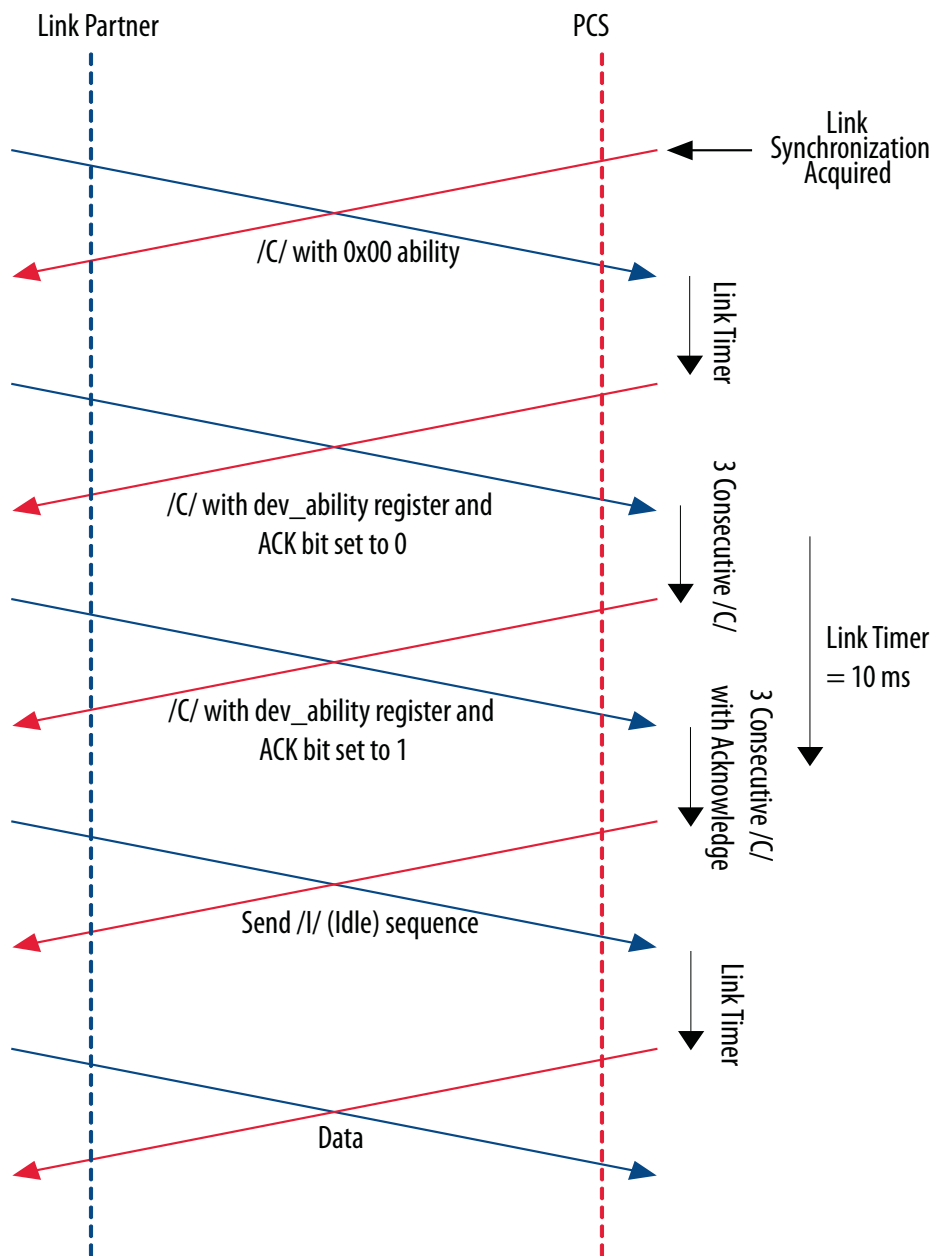 Link Partner
PCS
Link
Synchronization
Acquired
/C/ with 0x00 ability
Link Timer
/C/ with dev_ability register and
ACK bit set to 0
3 Consecutive /C/
Link Timer
= 10 ms
/C/ with dev_ability register and
ACK bit set to 1
3 Consecutive /C/
with Acknowledge
Send /I/ (Idle) sequence
Link Timer
Data